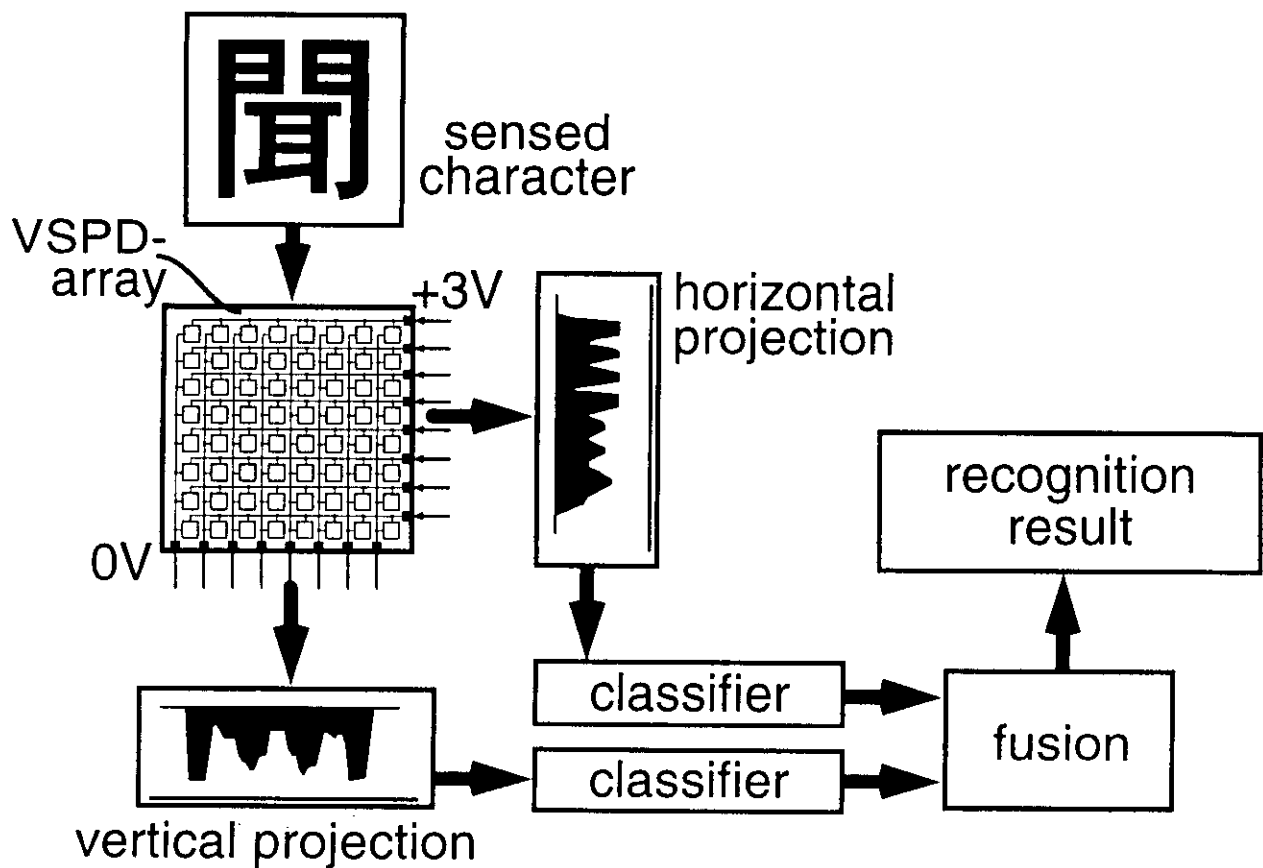 聞
sensed
character
VSPD-
array
+3V
horizontal
projection
0V
recognition
result
classifier
classifier
fusion
vertical projection